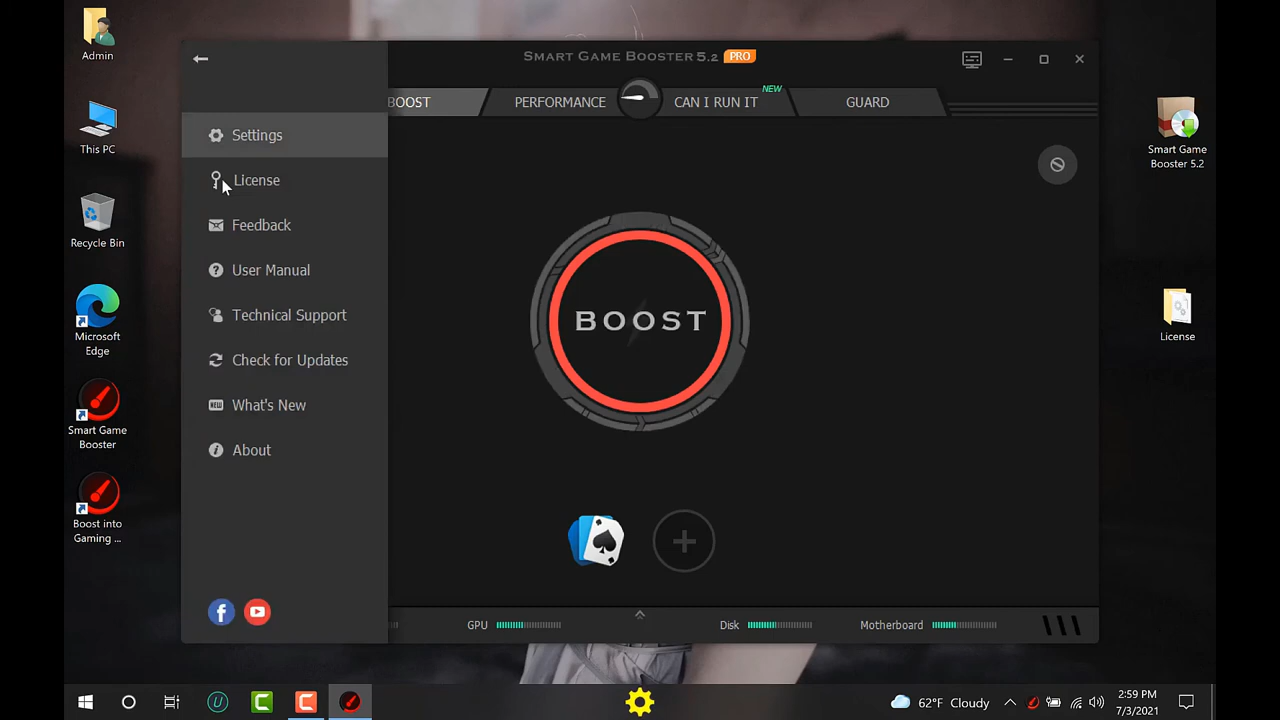 Admin
This PC
Recycle Bin
Microsoft
Edge
Smart Game
Booster
Boost into
Gaming ...
SMART GAME BOOSTER 5.2 PRO
BOOST
PERFORMANCE
CAN I RUN IT
NEW
GUARD
Settings
License
Feedback
User Manual
Technical Support
Check for Updates
NEW
What's New
About
BOOST
GPU
Disk
Motherboard
Smart Game
Booster 5.2
License
62°F Cloudy
2:59 PM
7/3/2021